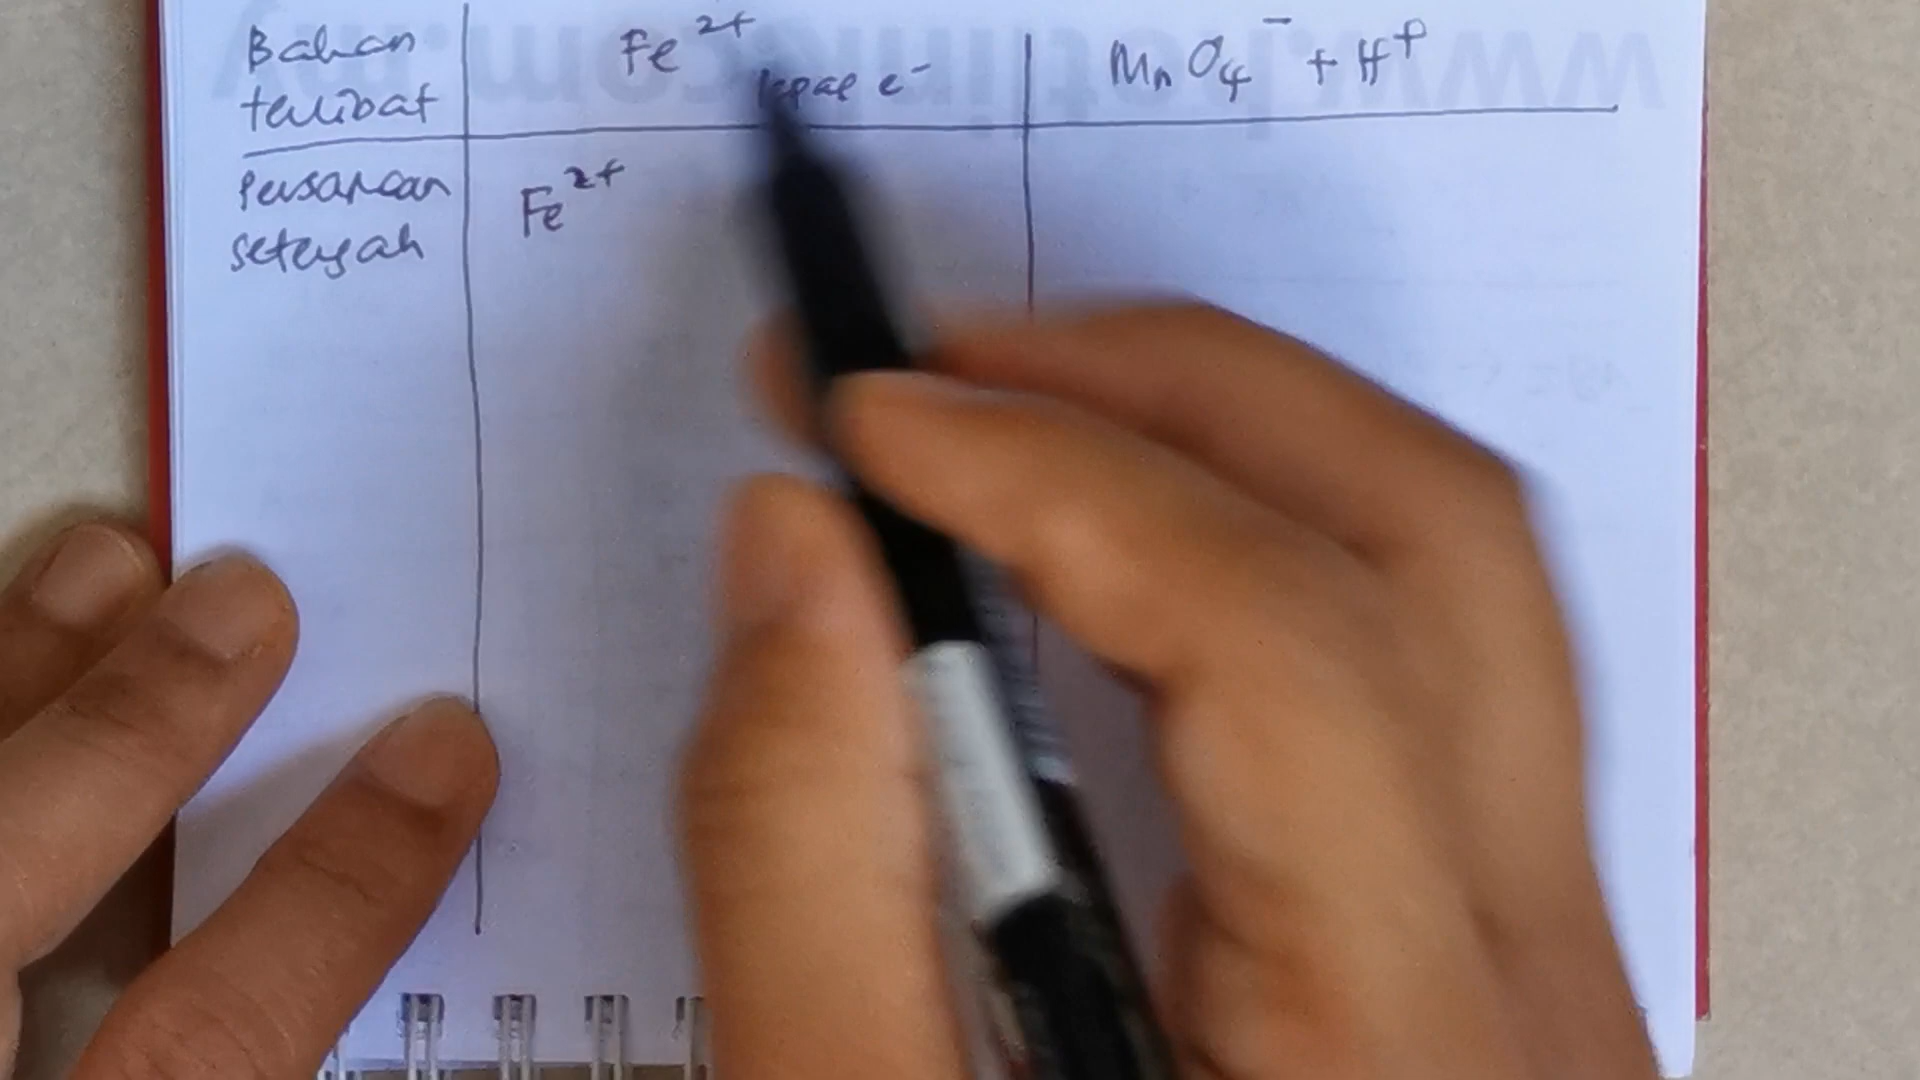 Bahan
terlibat
Fe²⁺
lepas e⁻
MnO₄⁻ + H⁺
Persamaan
setengah
Fe²⁺